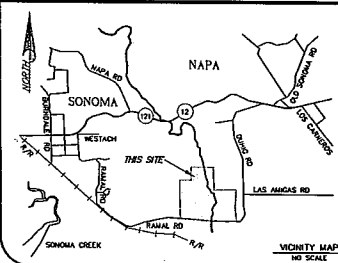 NORTH
NAPA RD
NAPA
SONOMA
BURNDALE RD
121
12
OLD SONOMA RD
LOS CARNEROS
WESTACH
THIS SITE
DUHIG RD
R/R
RAMAL RD
LAS AMIGAS RD
RAMAL RD
R/R
SONOMA CREEK
VICINITY MAP
NO SCALE